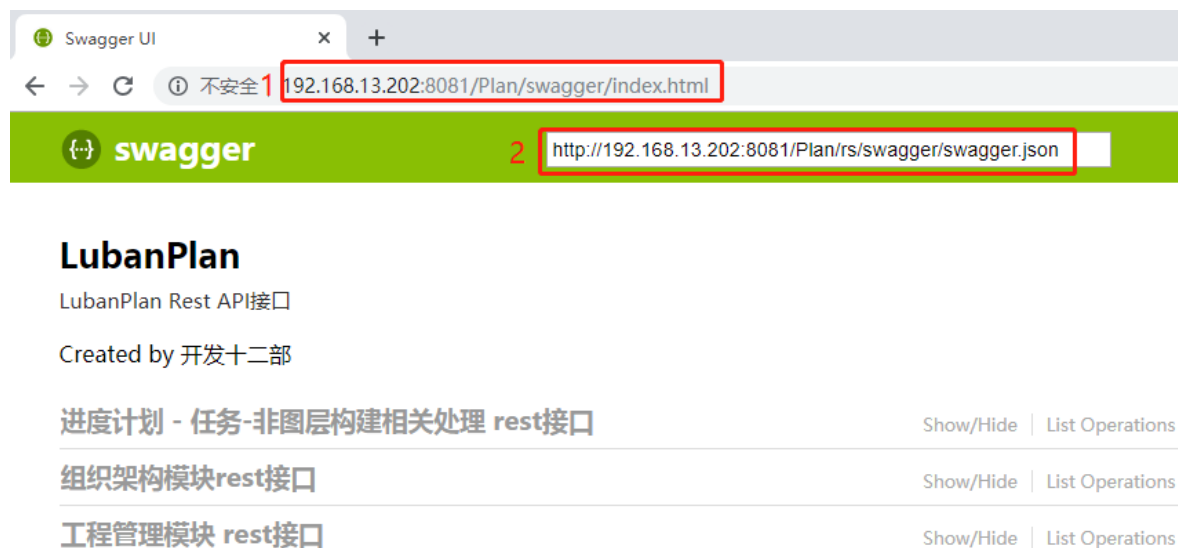 Swagger UI
不安全 1 192.168.13.202:8081/Plan/swagger/index.html
swagger 2 http://192.168.13.202:8081/Plan/rs/swagger/swagger.json
LubanPlan
LubanPlan Rest API接口
Created by 开发十二部
进度计划 - 任务-非图层构建相关处理 rest接口 Show/Hide List Operations
组织架构模块rest接口 Show/Hide List Operations
工程管理模块 rest接口 Show/Hide List Operations